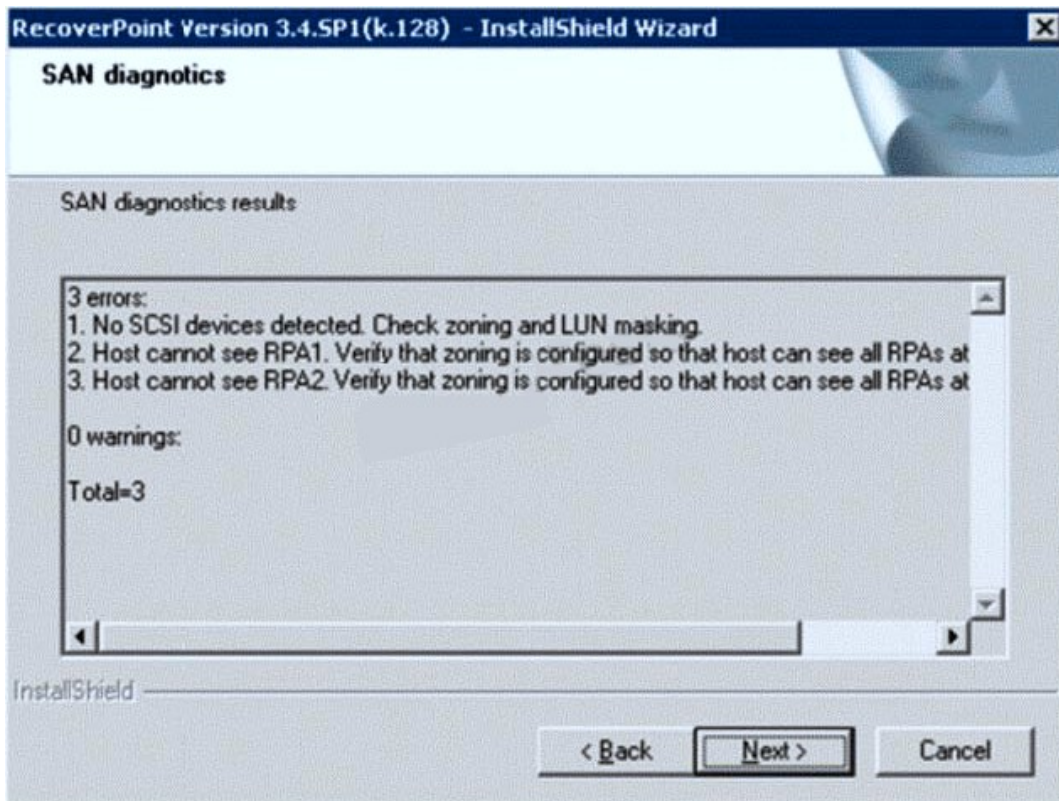 RecoverPoint Version 3.4.SP1(k.128) - InstallShield Wizard
SAN diagnotics
SAN diagnostics results
3 errors:
1. No SCSI devices detected. Check zoning and LUN masking.
2. Host cannot see RPA1. Verify that zoning is configured so that host can see all RPAs at
3. Host cannot see RPA2. Verify that zoning is configured so that host can see all RPAs at
0 warnings:
Total=3
InstallShield
< Back
Next >
Cancel